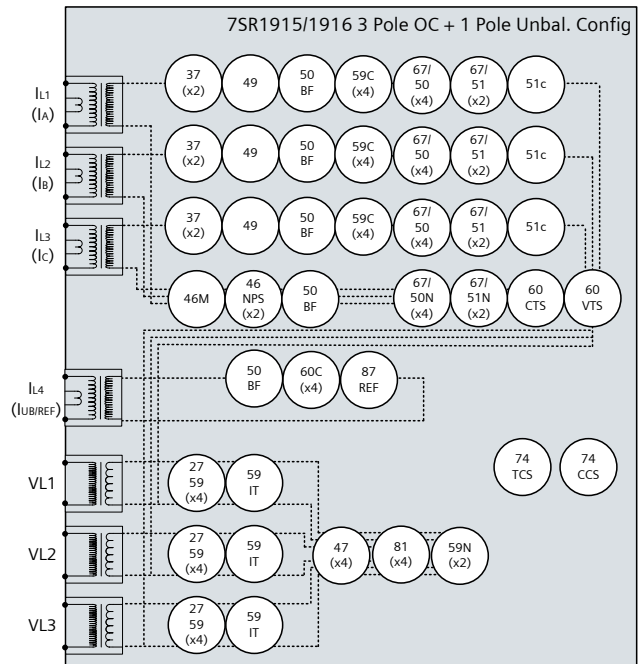 7SR1915/1916 3 Pole OC + 1 Pole Unbal. Config
IL1
(IA)
37
(x2)
49
50
BF
59C
(x4)
67/
50
(x4)
67/
51
(x2)
51c
IL2
(IB)
37
(x2)
49
50
BF
59C
(x4)
67/
50
(x4)
67/
51
(x2)
51c
IL3
(IC)
37
(x2)
49
50
BF
59C
(x4)
67/
50
(x4)
67/
51
(x2)
51c
46M
46
NPS
(x2)
50
BF
67/
50N
(x4)
67/
51N
(x2)
60
CTS
60
VTS
IL4
(IUB/REF)
50
BF
60C
(x4)
87
REF
74
TCS
74
CCS
VL1
27
59
(x4)
59
IT
VL2
27
59
(x4)
59
IT
47
(x4)
81
(x4)
59N
(x2)
VL3
27
59
(x4)
59
IT